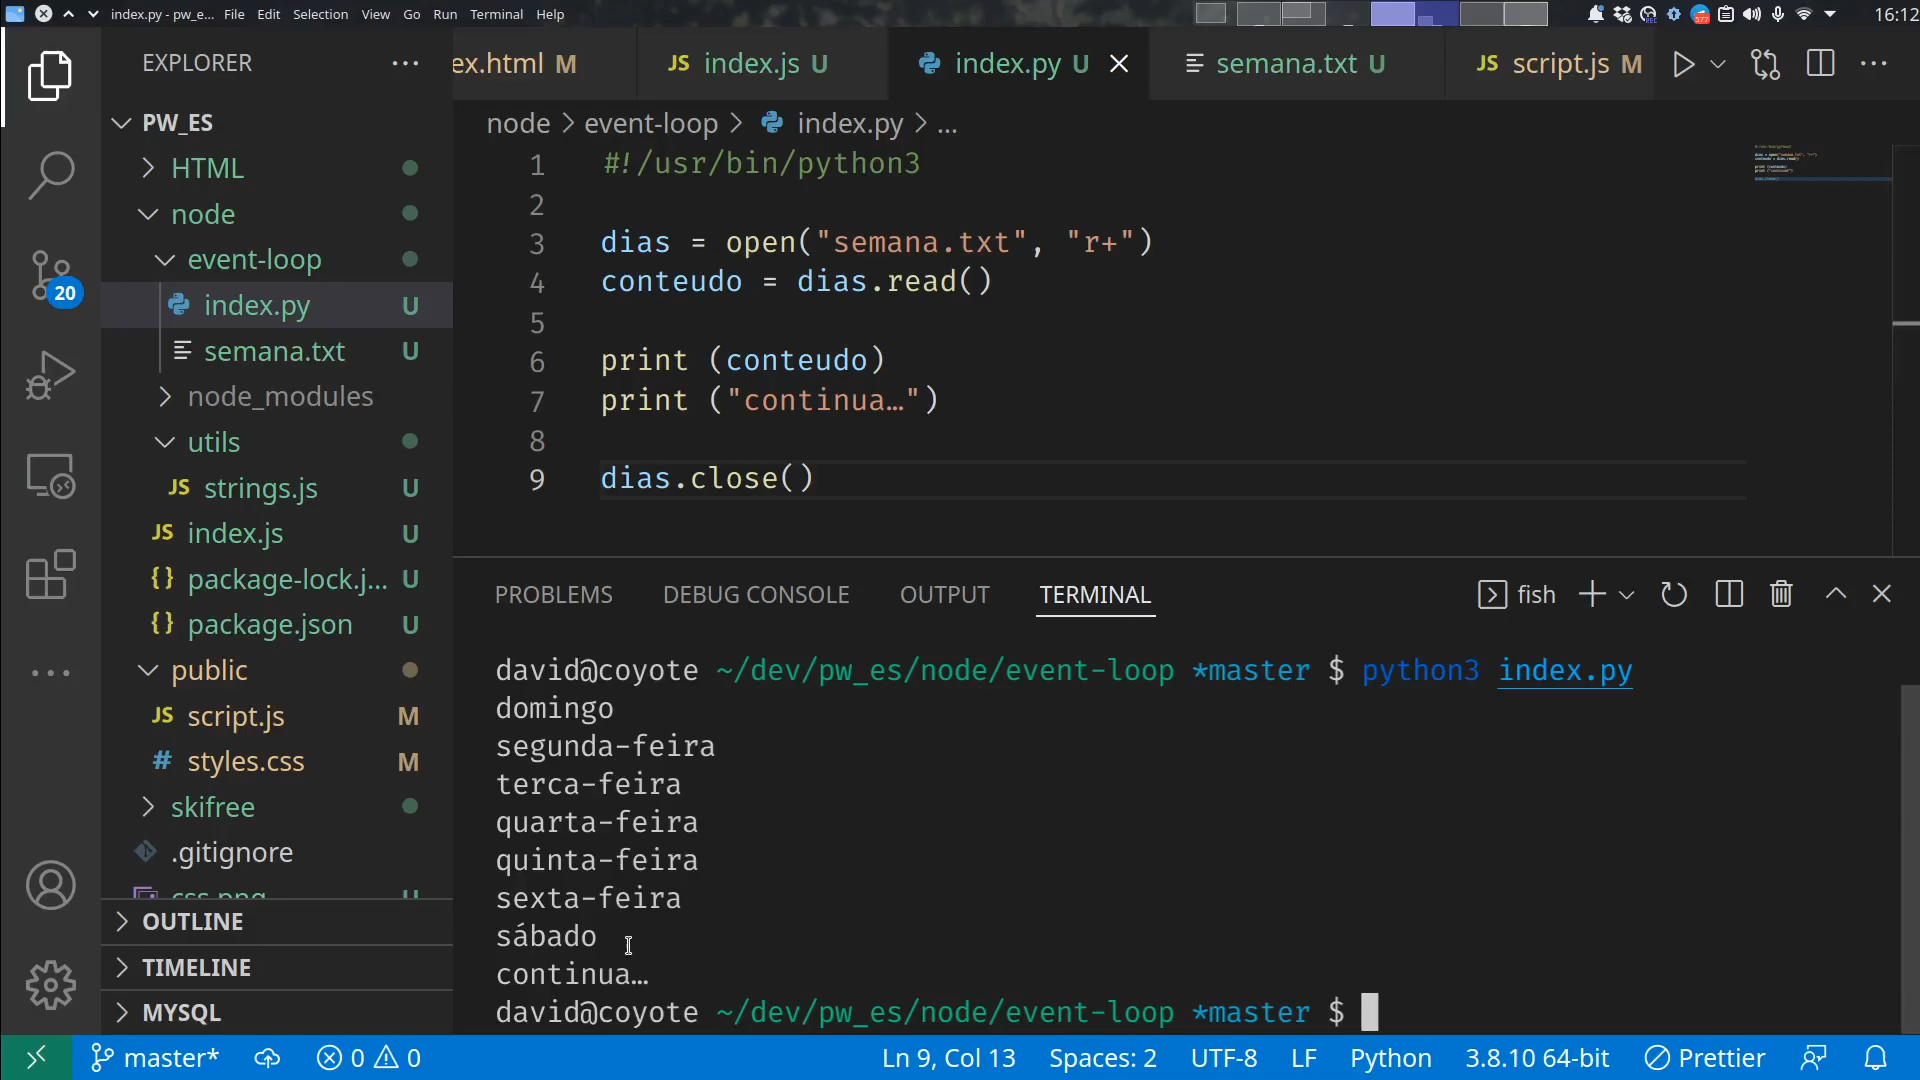 index.py - pw_e... File Edit Selection View Go Run Terminal Help 16:12
EXPLORER
ex.html M index.js U index.py U semana.txt U script.js M
PW_ES
node > event-loop > index.py > ...
HTML
node
event-loop
index.py U
semana.txt U
node_modules
utils
JS strings.js U
JS index.js U
{} package-lock.j... U
{} package.json U
public
JS script.js M
# styles.css M
skifree
.gitignore
css.png U
OUTLINE
TIMELINE
MYSQL
20
1 #!/usr/bin/python3
2
3 dias = open("semana.txt", "r+")
4 conteudo = dias.read()
5
6 print (conteudo)
7 print ("continua…")
8
9 dias.close()
PROBLEMS DEBUG CONSOLE OUTPUT TERMINAL fish
david@coyote ~/dev/pw_es/node/event-loop *master $ python3 index.py
domingo
segunda-feira
terca-feira
quarta-feira
quinta-feira
sexta-feira
sábado
continua…
david@coyote ~/dev/pw_es/node/event-loop *master $
master* 0 0 Ln 9, Col 13 Spaces: 2 UTF-8 LF Python 3.8.10 64-bit Prettier